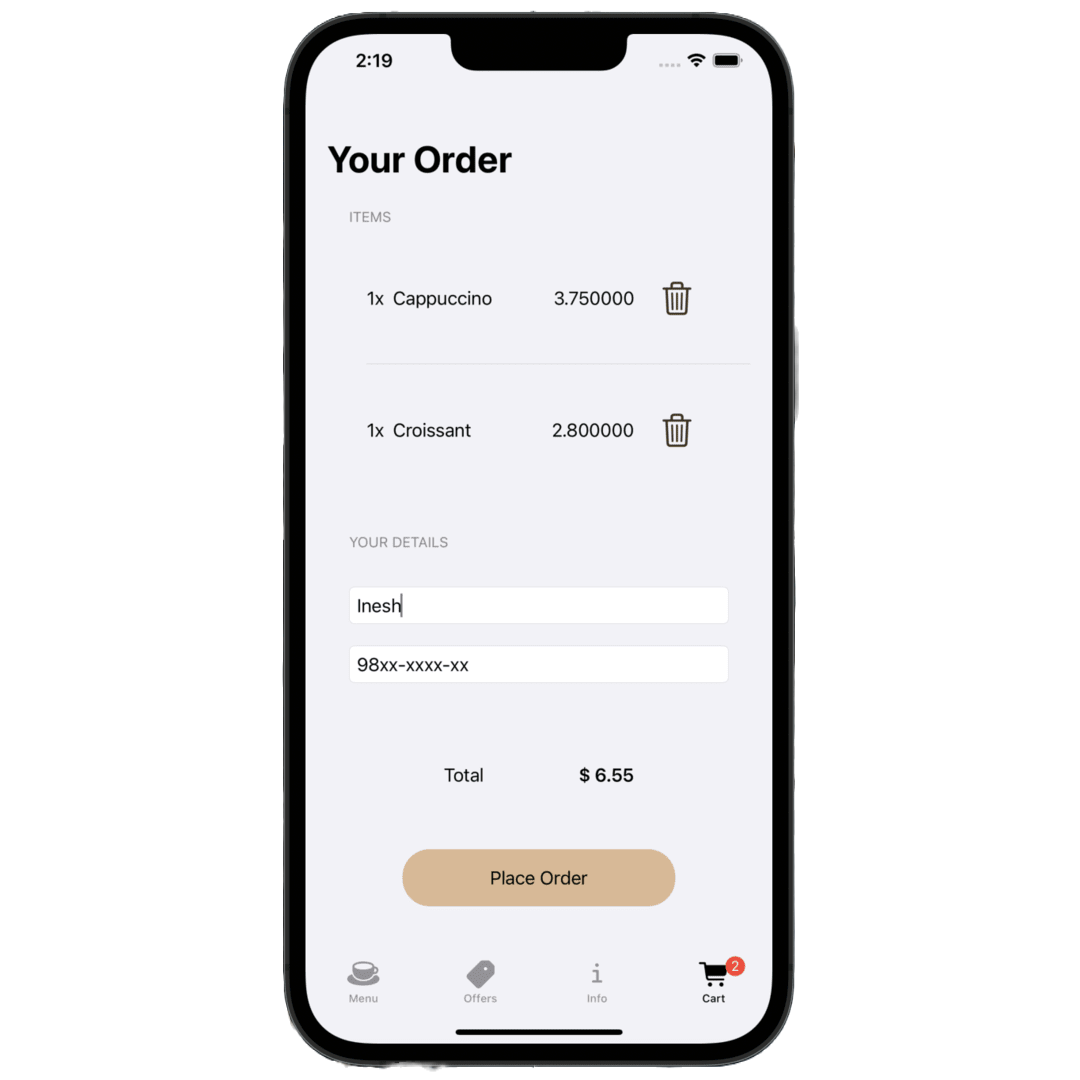 2:19
Your Order
ITEMS
1x Cappuccino 3.750000
1x Croissant 2.800000
YOUR DETAILS
Inesh
98xx-xxxx-xx
Total $ 6.55
Place Order
2
Menu Offers Info Cart